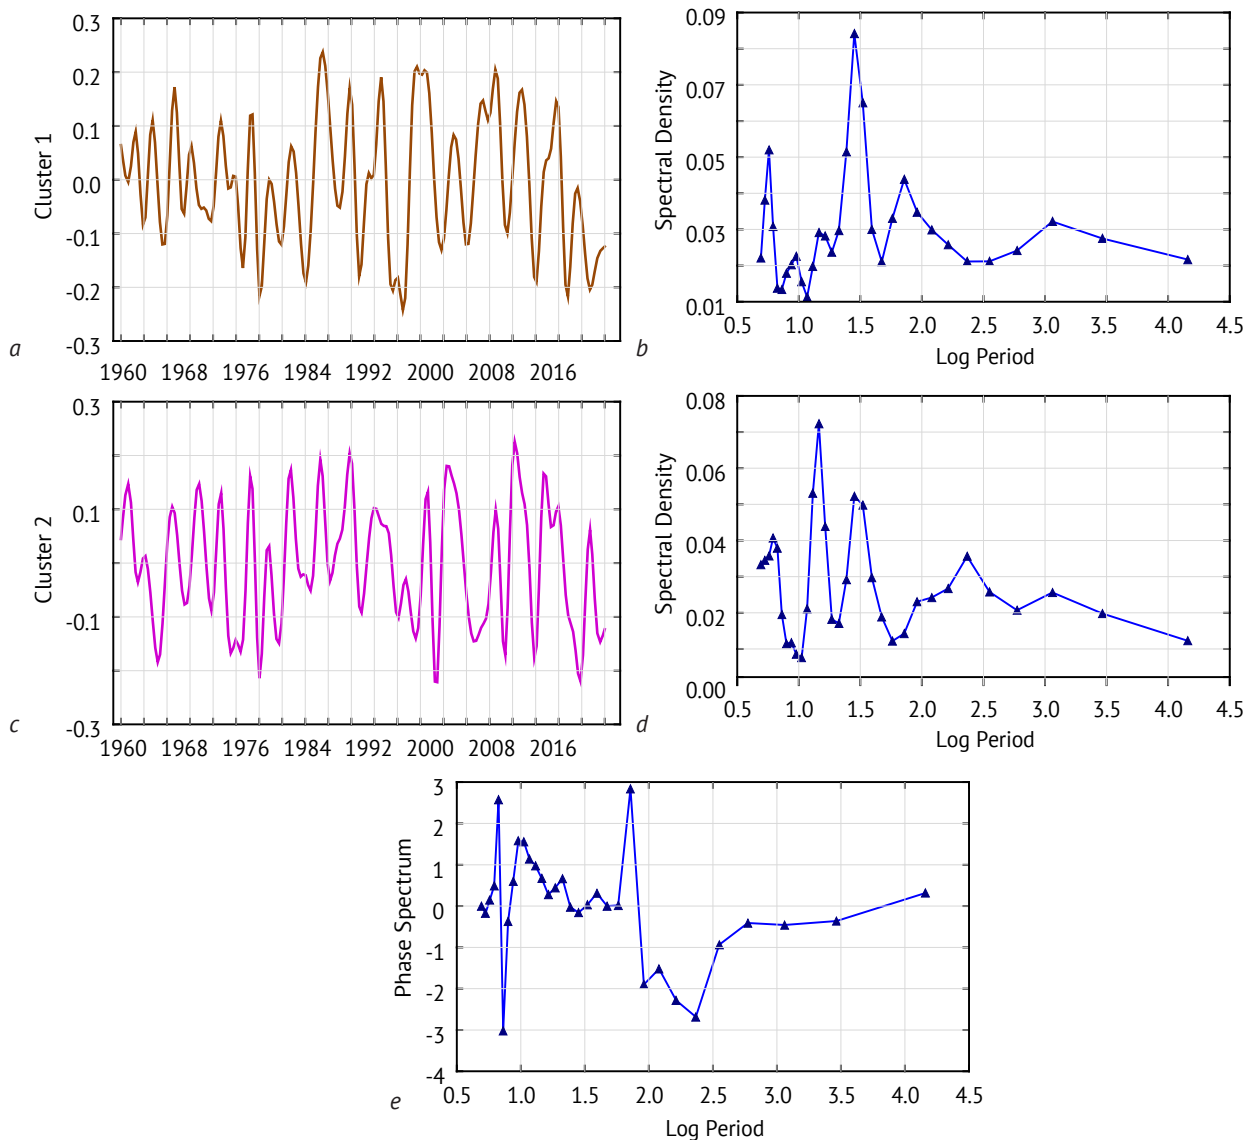 0.3
0.2
0.1
0.0
-0.1
-0.2
-0.3
Cluster 1
1960 1968 1976 1984 1992 2000 2008 2016
a
0.09
0.07
0.05
0.03
0.01
Spectral Density
0.5 1.0 1.5 2.0 2.5 3.0 3.5 4.0 4.5
Log Period
b
0.3
0.1
-0.1
-0.3
Cluster 2
1960 1968 1976 1984 1992 2000 2008 2016
c
0.08
0.06
0.04
0.02
0.00
Spectral Density
0.5 1.0 1.5 2.0 2.5 3.0 3.5 4.0 4.5
Log Period
d
3
2
1
0
-1
-2
-3
-4
Phase Spectrum
0.5 1.0 1.5 2.0 2.5 3.0 3.5 4.0 4.5
Log Period
e